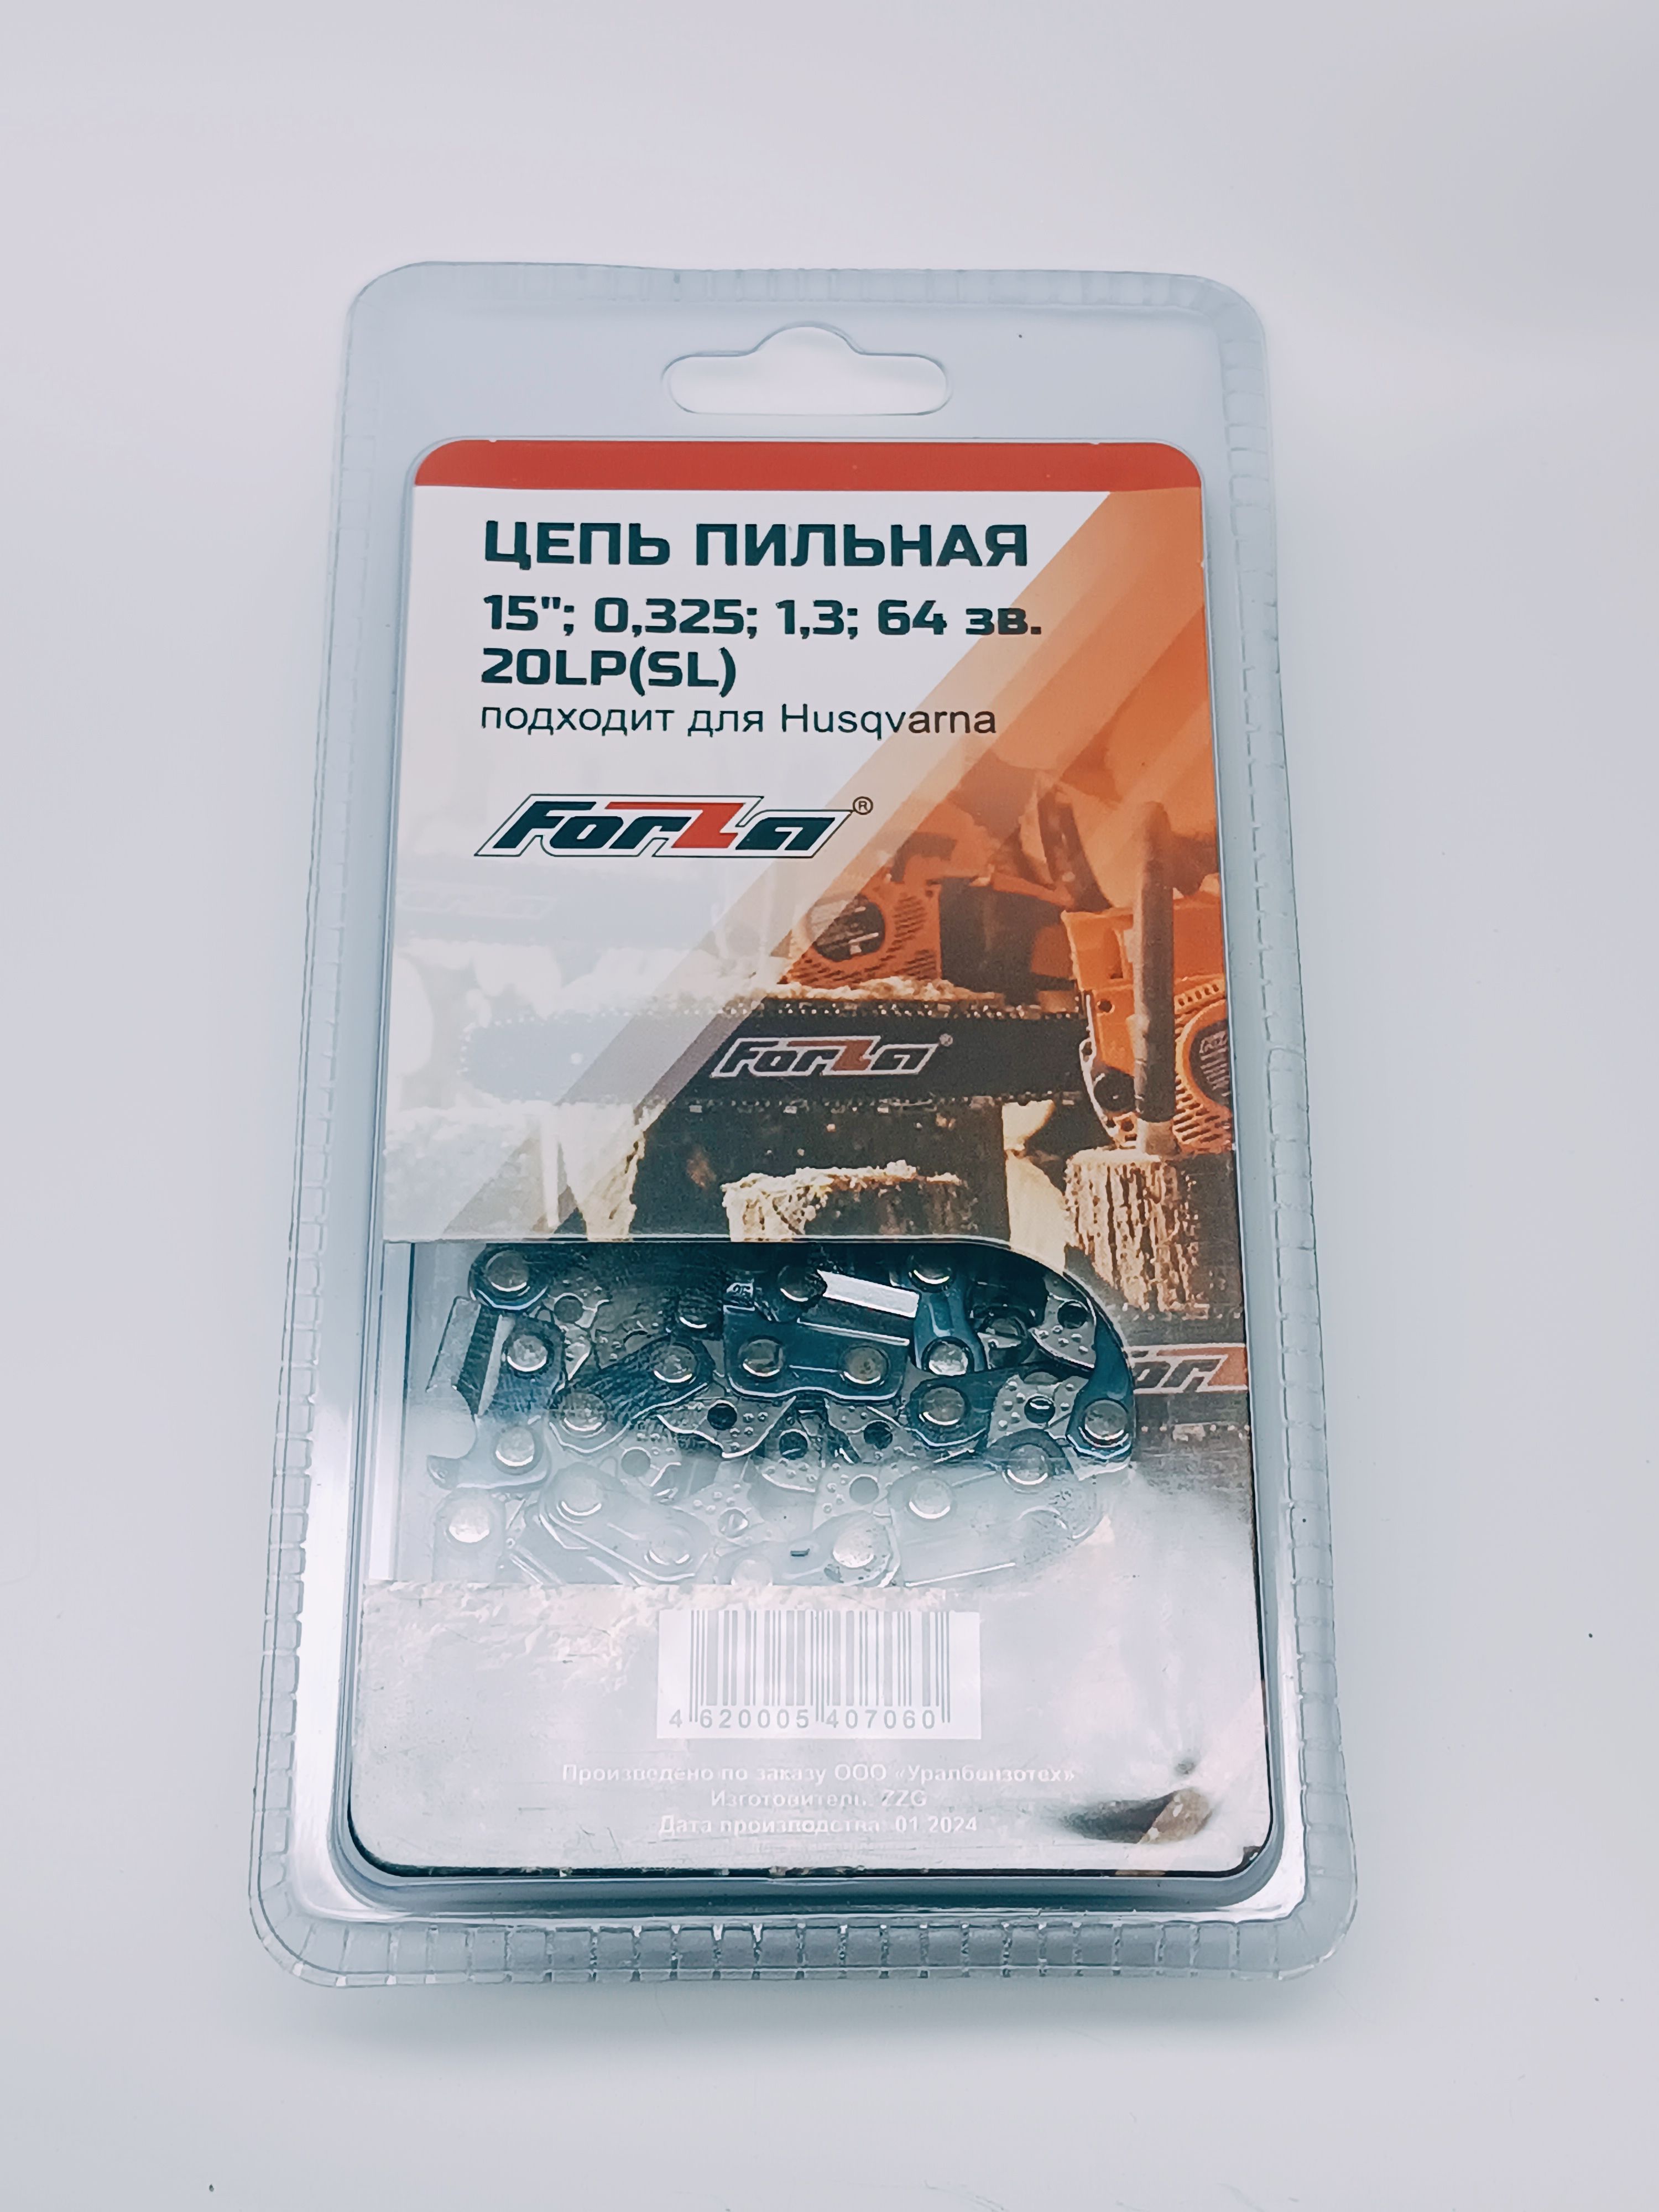 ЦЕПЬ ПИЛЬНАЯ
15"; 0,325; 1,3; 64 зв.
20LP(SL)
подходит для Husqvarna
Forza®
Forza®
4 620005 407060
Произведено по заказу ООО «Уралбензотех»
Изготовитель: ZZG
Дата производства 01 2024